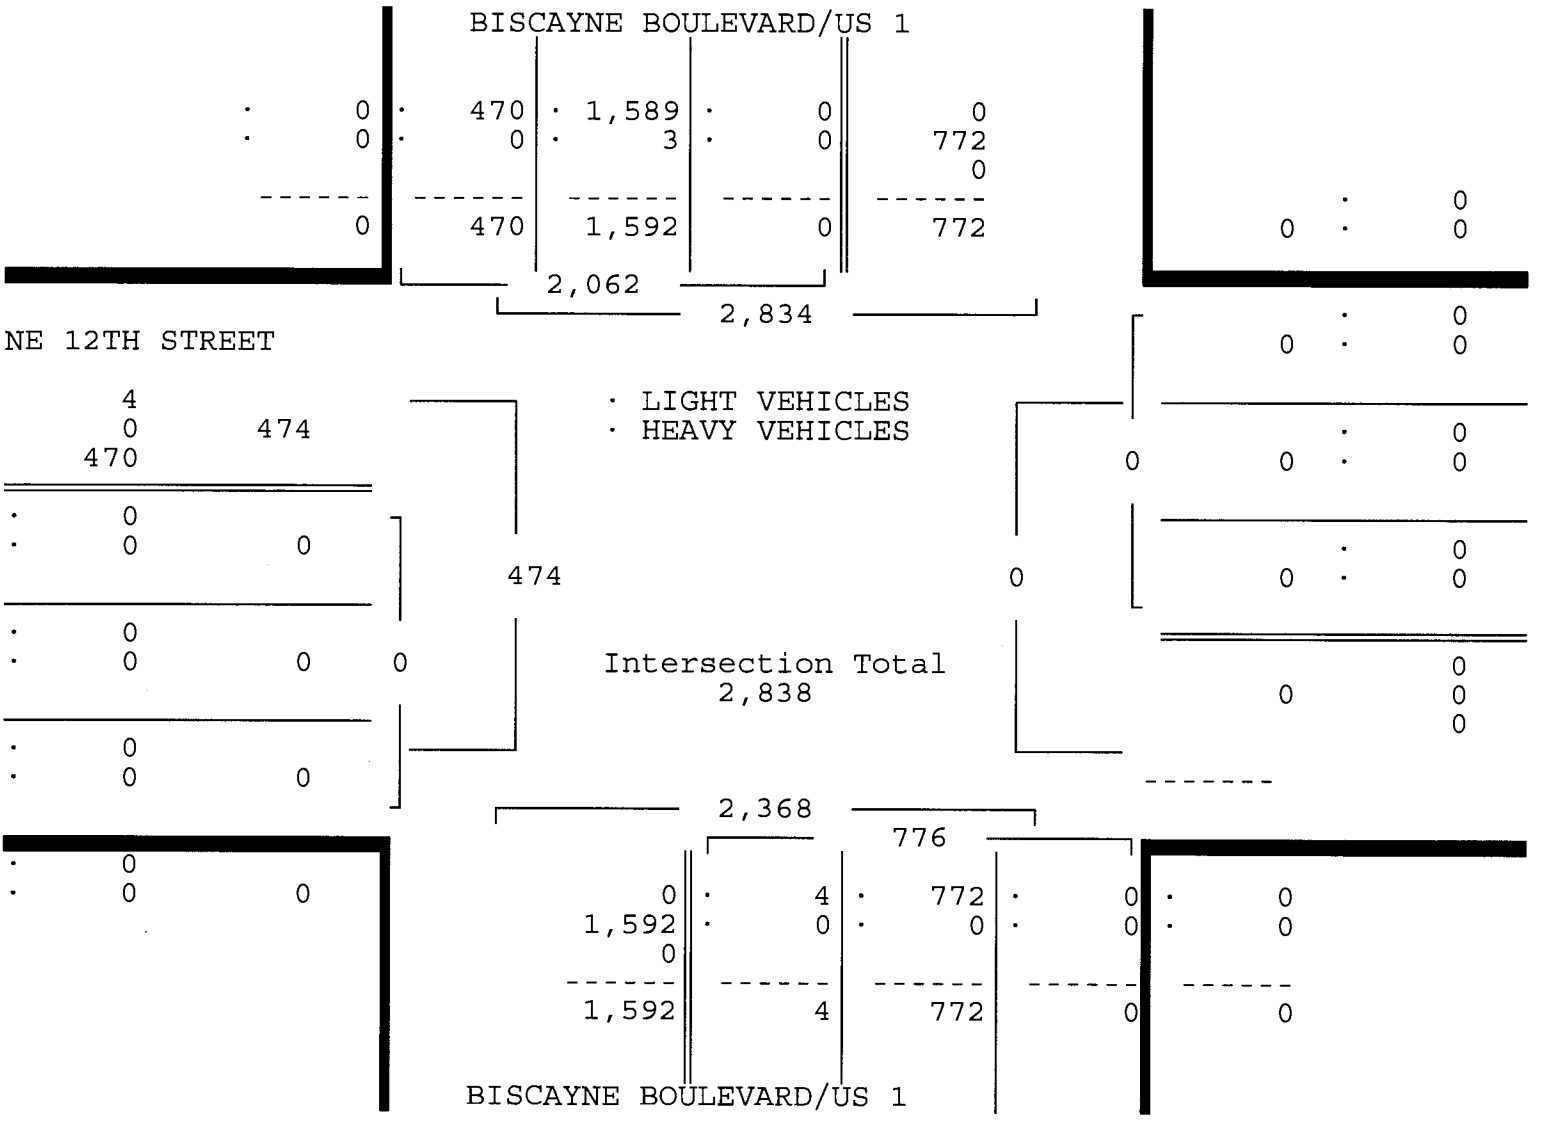 BISCAYNE BOULEVARD/US 1
· 0 · 470 · 1,589 · 0 0
· 0 · 0 · 3 · 0 772
0
------ ------ ------ ------ ------
· 0
0 470 1,592 0 772 0 · 0
2,062
2,834 · 0
NE 12TH STREET 0 · 0
4 · LIGHT VEHICLES
0 474 · HEAVY VEHICLES · 0
470 0 0 · 0
· 0
· 0 0 · 0
474 0 0 · 0
· 0
· 0 0 0 Intersection Total 0
2,838 0 0
0
· 0
· 0 0 -------
2,368
776
· 0
· 0 0 0 · 4 · 772 · 0 · 0
1,592 · 0 · 0 · 0 · 0
0
------ ------ ------ ------ ------
1,592 4 772 0 0
BISCAYNE BOULEVARD/US 1